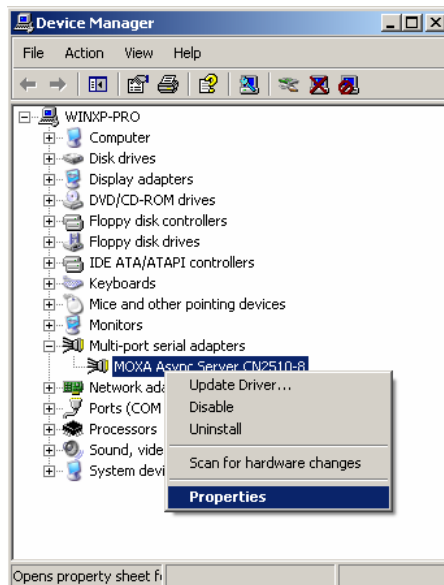 Device Manager
File Action View Help
WINXP-PRO
Computer
Disk drives
Display adapters
DVD/CD-ROM drives
Floppy disk controllers
Floppy disk drives
IDE ATA/ATAPI controllers
Keyboards
Mice and other pointing devices
Monitors
Multi-port serial adapters
MOXA Async Server CN2510-8
Network ada
Update Driver...
Ports (COM
Disable
Processors
Uninstall
Sound, vide
Scan for hardware changes
System devi
Properties
Opens property sheet f